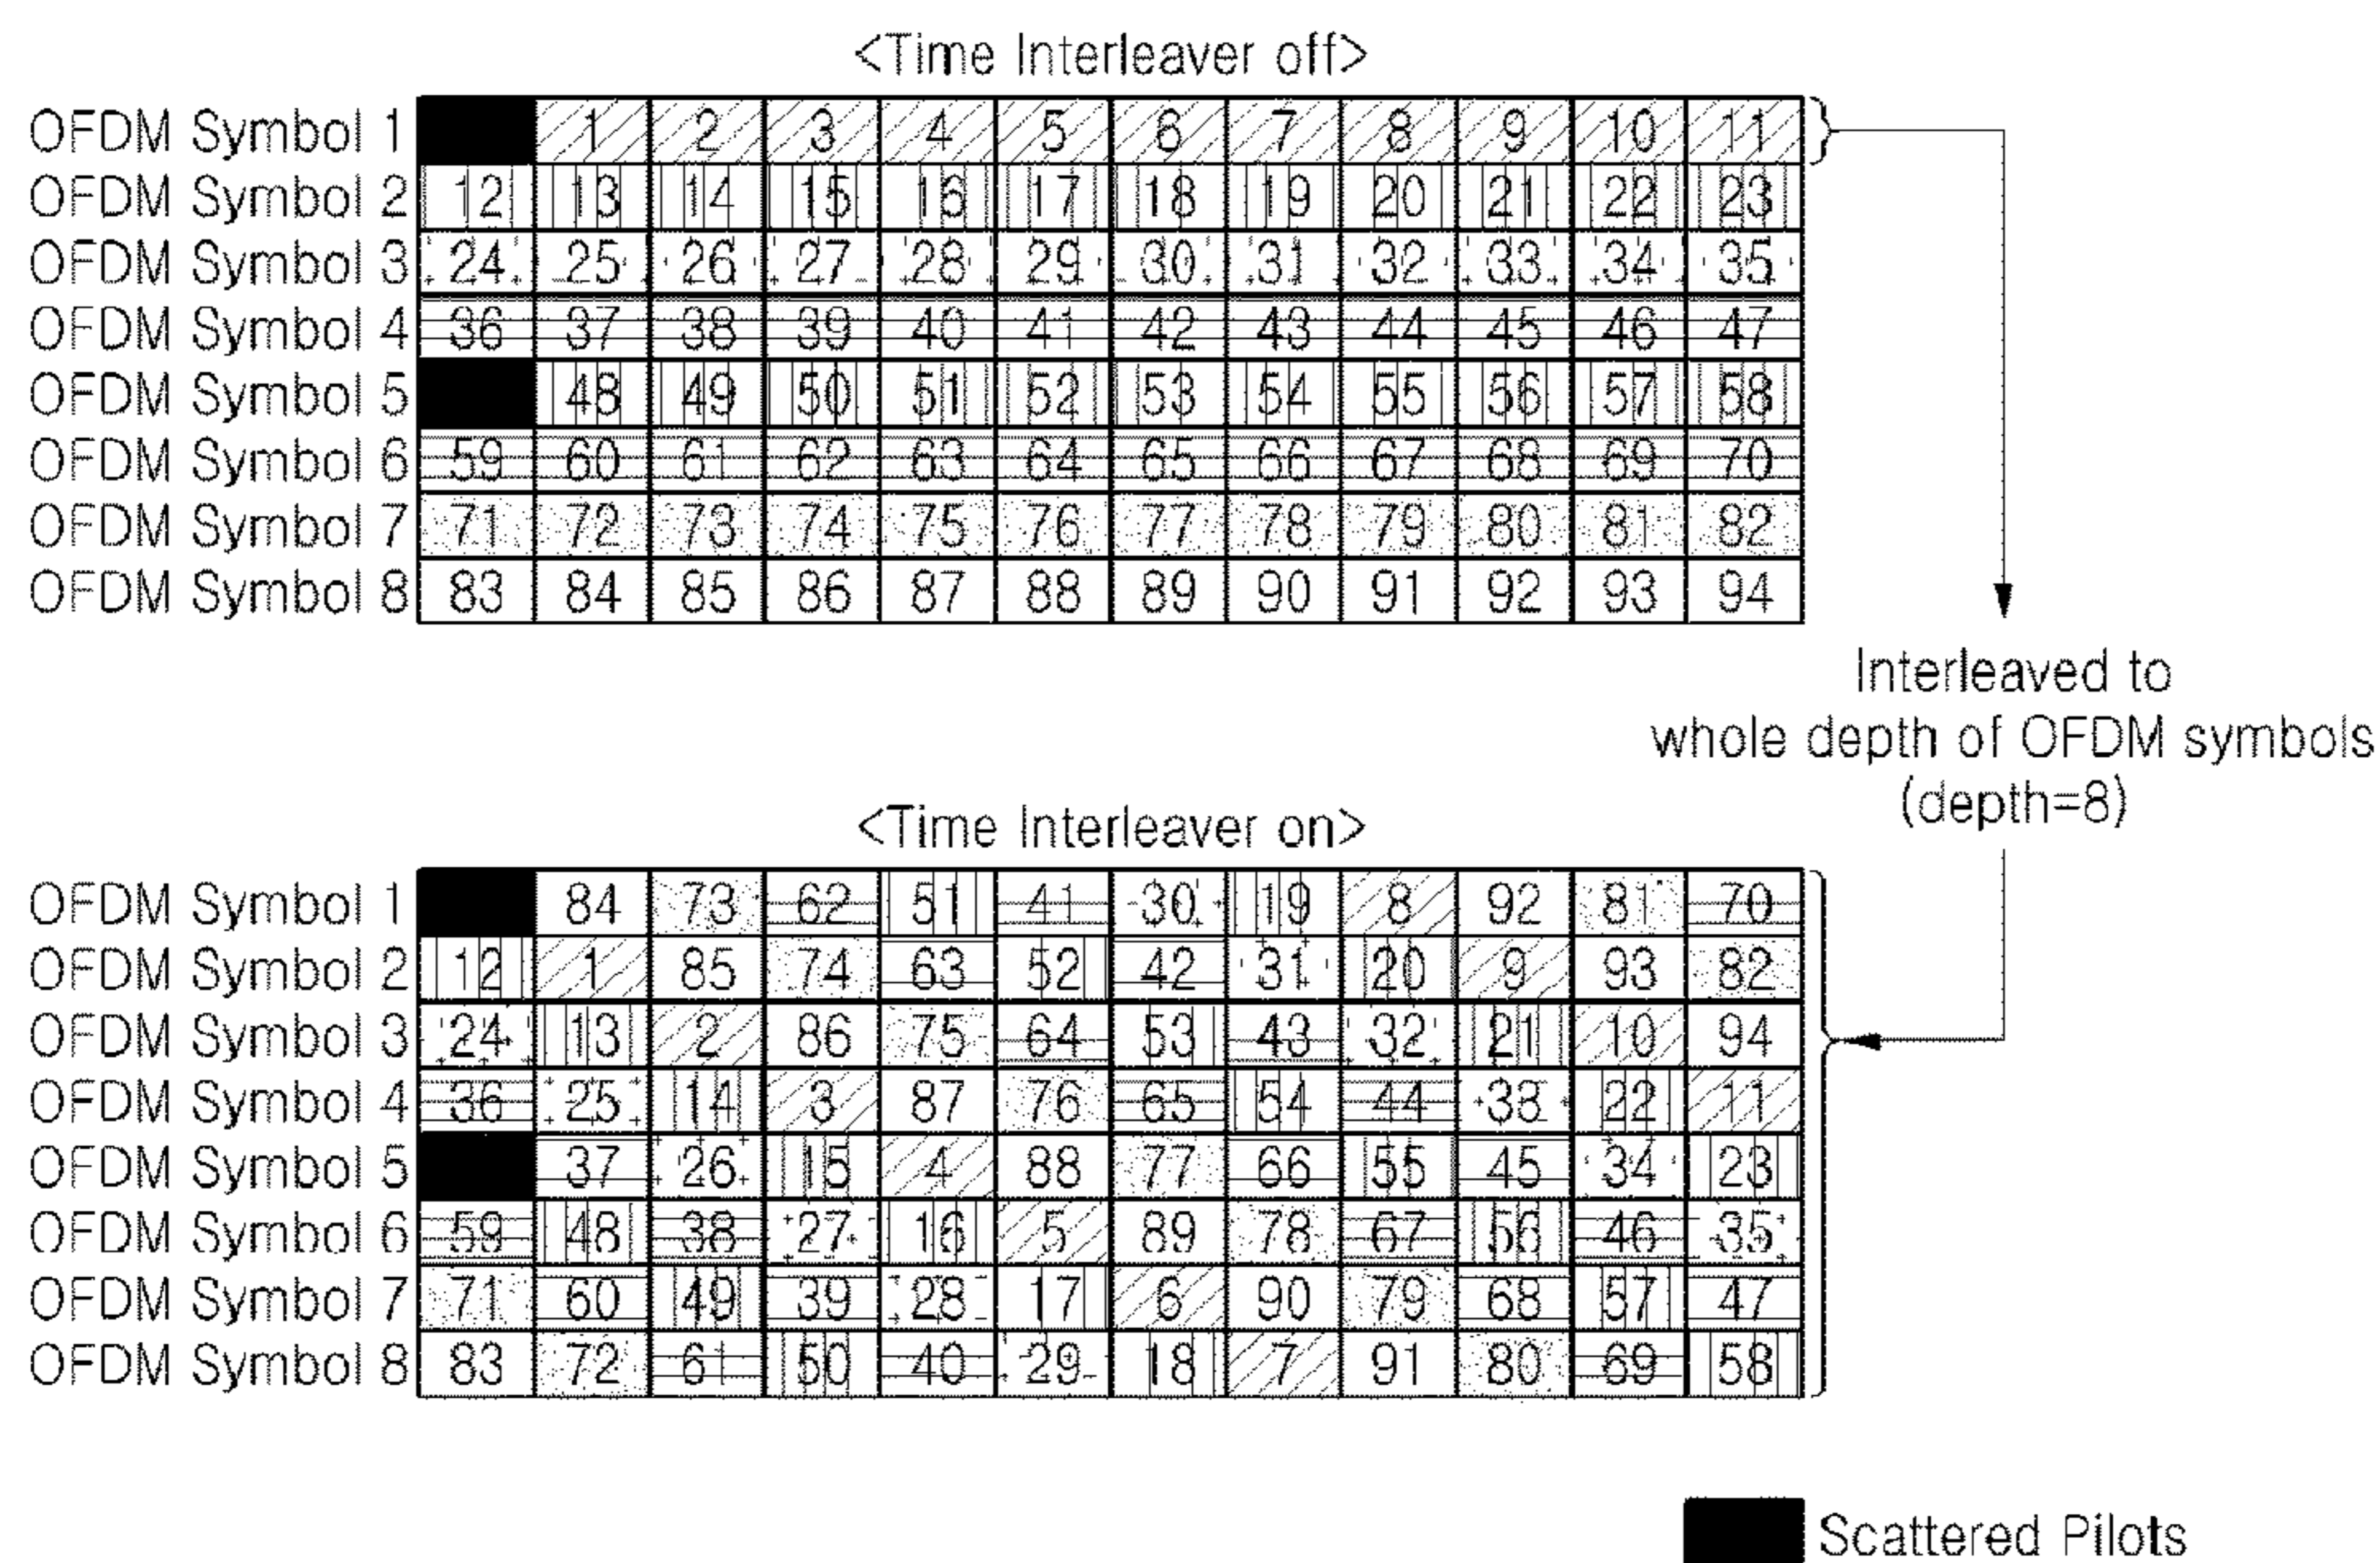 <Time Interleaver off>
OFDM Symbol 1 1 2 3 4 5 6 7 8 9 10 11
OFDM Symbol 2 12 13 14 15 16 17 18 19 20 21 22 23
OFDM Symbol 3 24 25 26 27 28 29 30 31 32 33 34 35
OFDM Symbol 4 36 37 38 39 40 41 42 43 44 45 46 47
OFDM Symbol 5 48 49 50 51 52 53 54 55 56 57 58
OFDM Symbol 6 59 60 61 62 63 64 65 66 67 68 69 70
OFDM Symbol 7 71 72 73 74 75 76 77 78 79 80 81 82
OFDM Symbol 8 83 84 85 86 87 88 89 90 91 92 93 94
Interleaved to
whole depth of OFDM symbols
(depth=8)
<Time Interleaver on>
OFDM Symbol 1 84 73 62 51 41 30 19 8 92 81 70
OFDM Symbol 2 12 1 85 74 63 52 42 31 20 9 93 82
OFDM Symbol 3 24 13 2 86 75 64 53 43 32 21 10 94
OFDM Symbol 4 36 25 14 3 87 76 65 54 44 33 22 11
OFDM Symbol 5 37 26 15 4 88 77 66 55 45 34 23
OFDM Symbol 6 59 48 38 27 16 5 89 78 67 56 46 35
OFDM Symbol 7 71 60 49 39 28 17 6 90 79 68 57 47
OFDM Symbol 8 83 72 61 50 40 29 18 7 91 80 69 58
Scattered Pilots